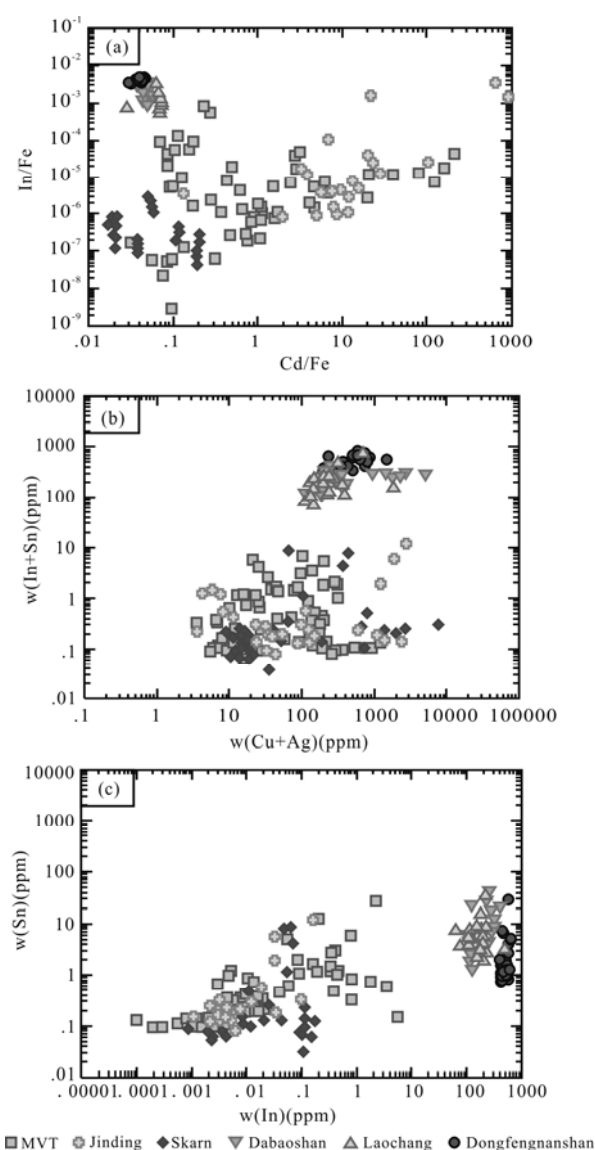 10-1
(a)
10-2
10-3
10-4
In/Fe
10-5
10-6
10-7
10-8
10-9
.01 .1 1 10 100 1000
Cd/Fe
10000
(b)
1000
100
w(In+Sn)(ppm)
10
1
.1
.01
.1 1 10 100 1000 10000 100000
w(Cu+Ag)(ppm)
10000
(c)
1000
100
w(Sn)(ppm)
10
1
.1
.01
.00001 .0001 .001 .01 .1 1 10 100 1000
w(In)(ppm)
MVT Jinding Skarn Dabaoshan Laochang Dongfengnanshan